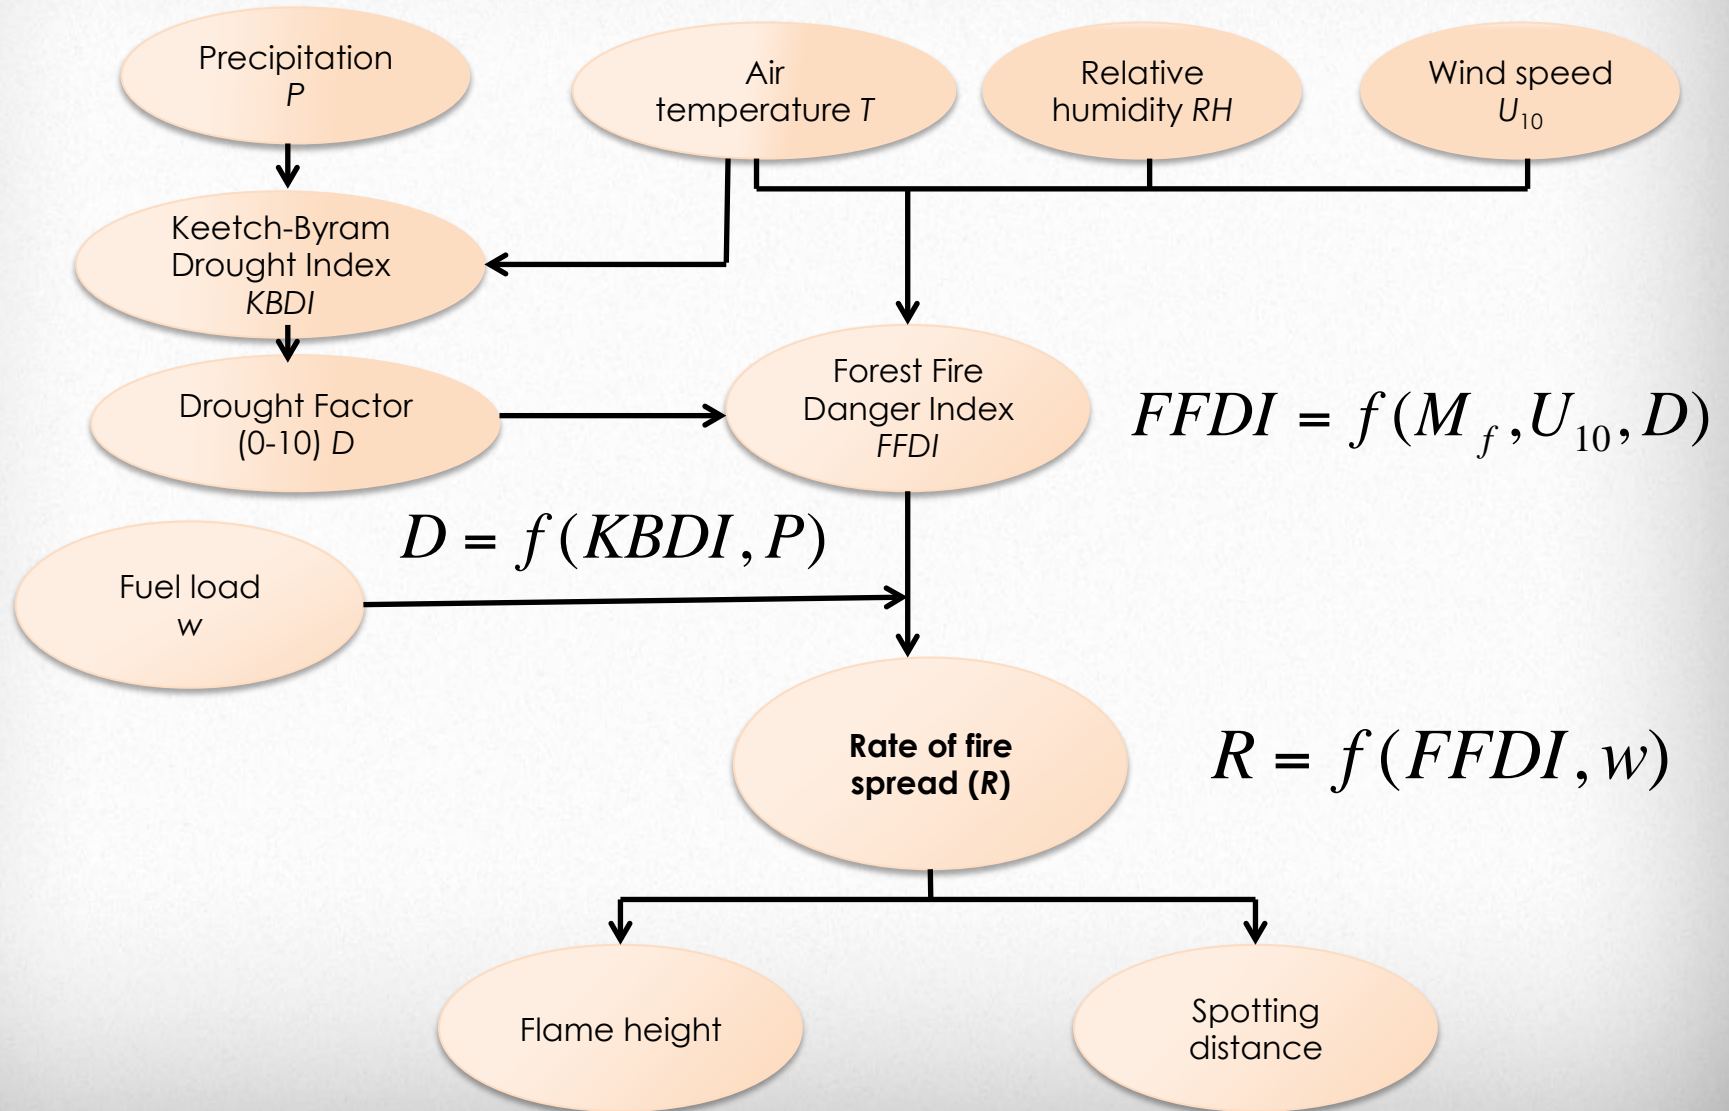 Precipitation
P
Air
temperature T
Relative
humidity RH
Wind speed
U₁₀
Keetch-Byram
Drought Index
KBDI
Drought Factor
(0-10) D
Forest Fire
Danger Index
FFDI
FFDI = f(M_f, U₁₀, D)
D = f(KBDI, P)
Fuel load
w
Rate of fire
spread (R)
R = f(FFDI, w)
Flame height
Spotting
distance